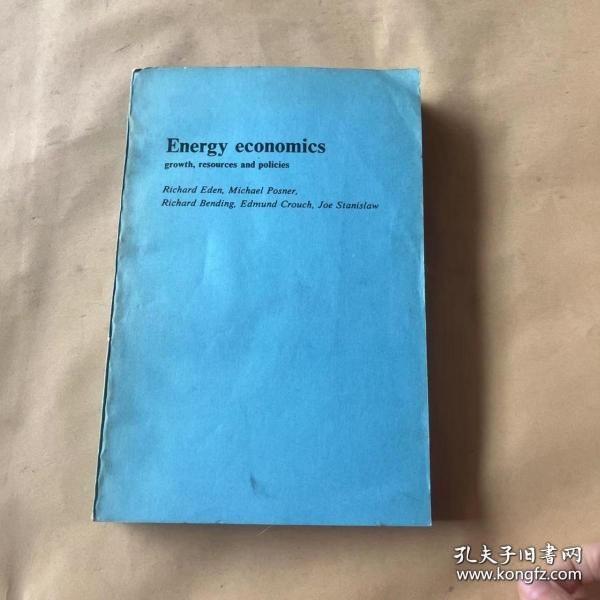 Energy economics
growth, resources and policies
Richard Eden, Michael Posner,
Richard Bending, Edmund Crouch, Joe Stanislaw
孔夫子旧書网
www.kongfz.com